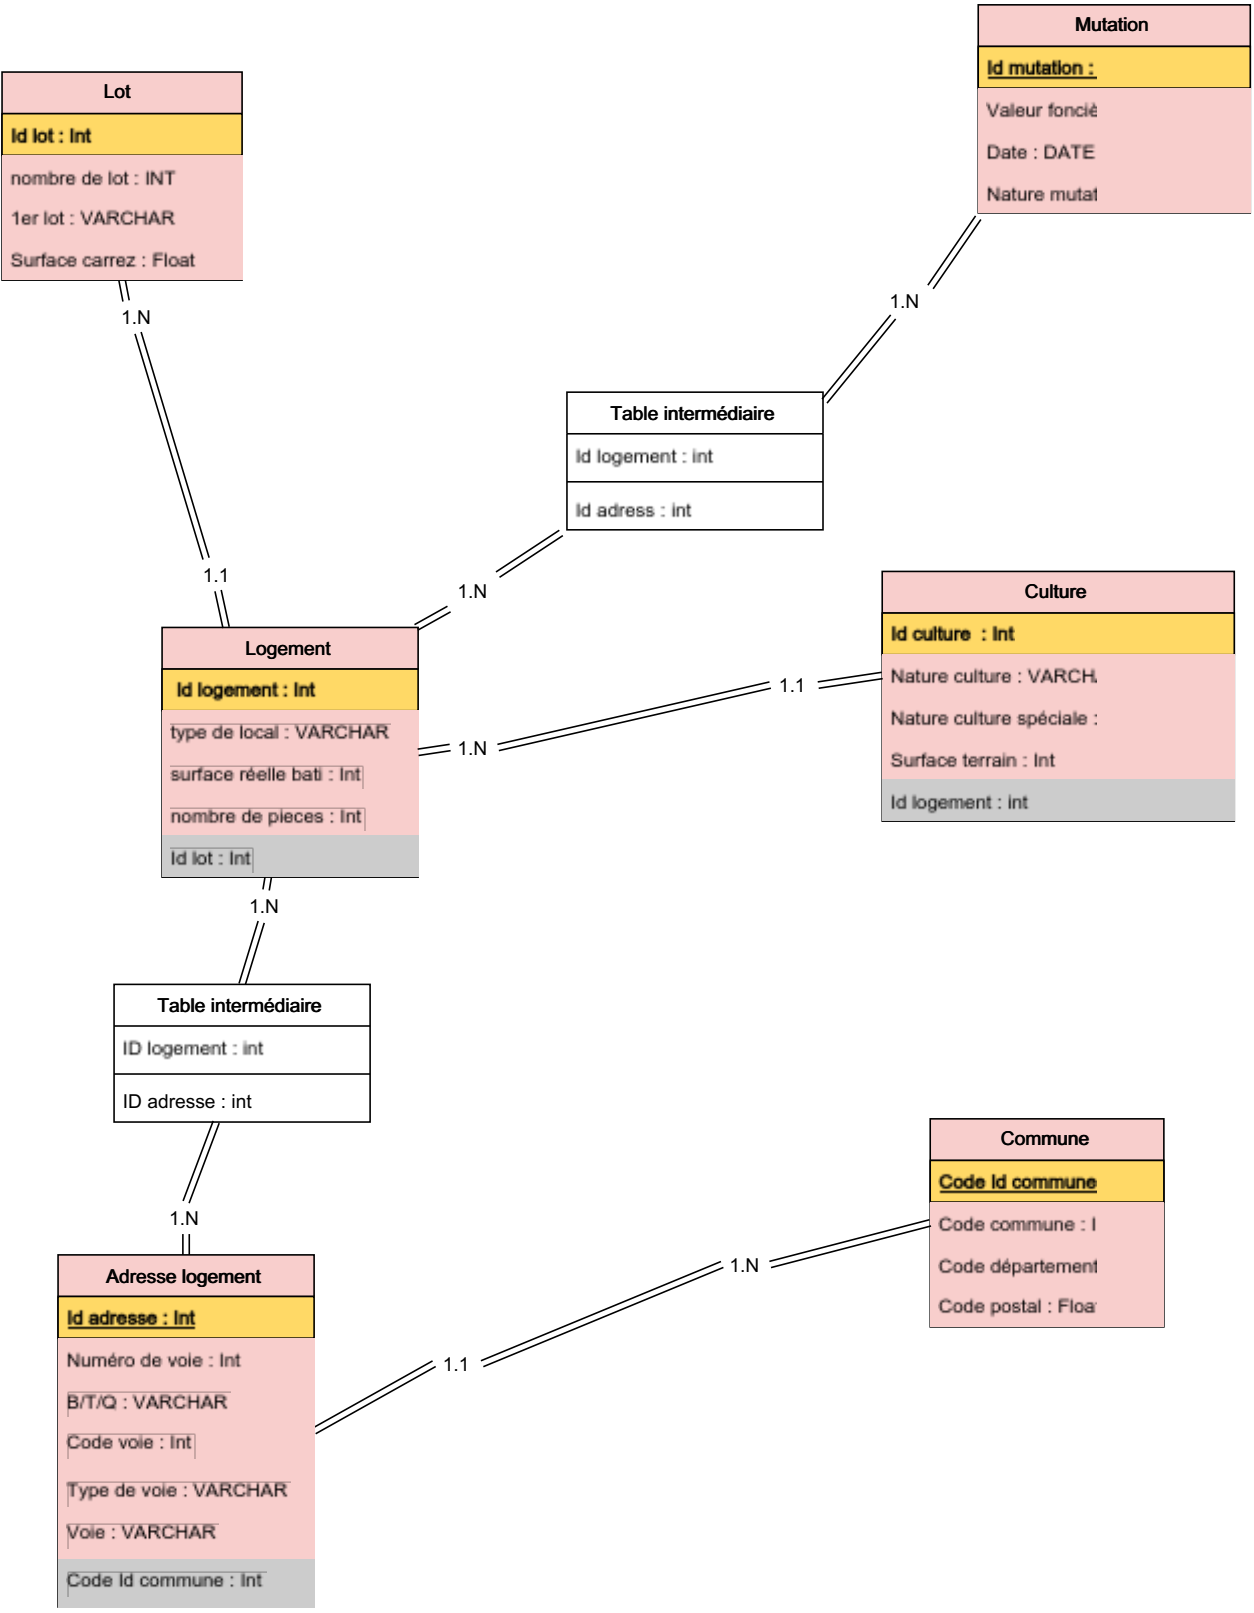 Mutation
Id mutation :
Valeur fonciè
Date : DATE
Nature mutat
Lot
Id lot : Int
nombre de lot : INT
1er lot : VARCHAR
Surface carrez : Float
1.N
1.N
Table intermédiaire
Id logement : int
Id adress : int
1.1
1.N
Culture
Id culture : Int
Nature culture : VARCH
Nature culture spéciale :
Surface terrain : Int
Id logement : int
Logement
Id logement : Int
type de local : VARCHAR
surface réelle bati : Int
nombre de pieces : Int
Id lot : Int
1.1
1.N
1.N
Table intermédiaire
ID logement : int
ID adresse : int
1.N
Commune
Code Id commune
Code commune : I
Code département
Code postal : Floa
1.N
1.1
Adresse logement
Id adresse : Int
Numéro de voie : Int
B/T/Q : VARCHAR
Code voie : Int
Type de voie : VARCHAR
Voie : VARCHAR
Code Id commune : Int